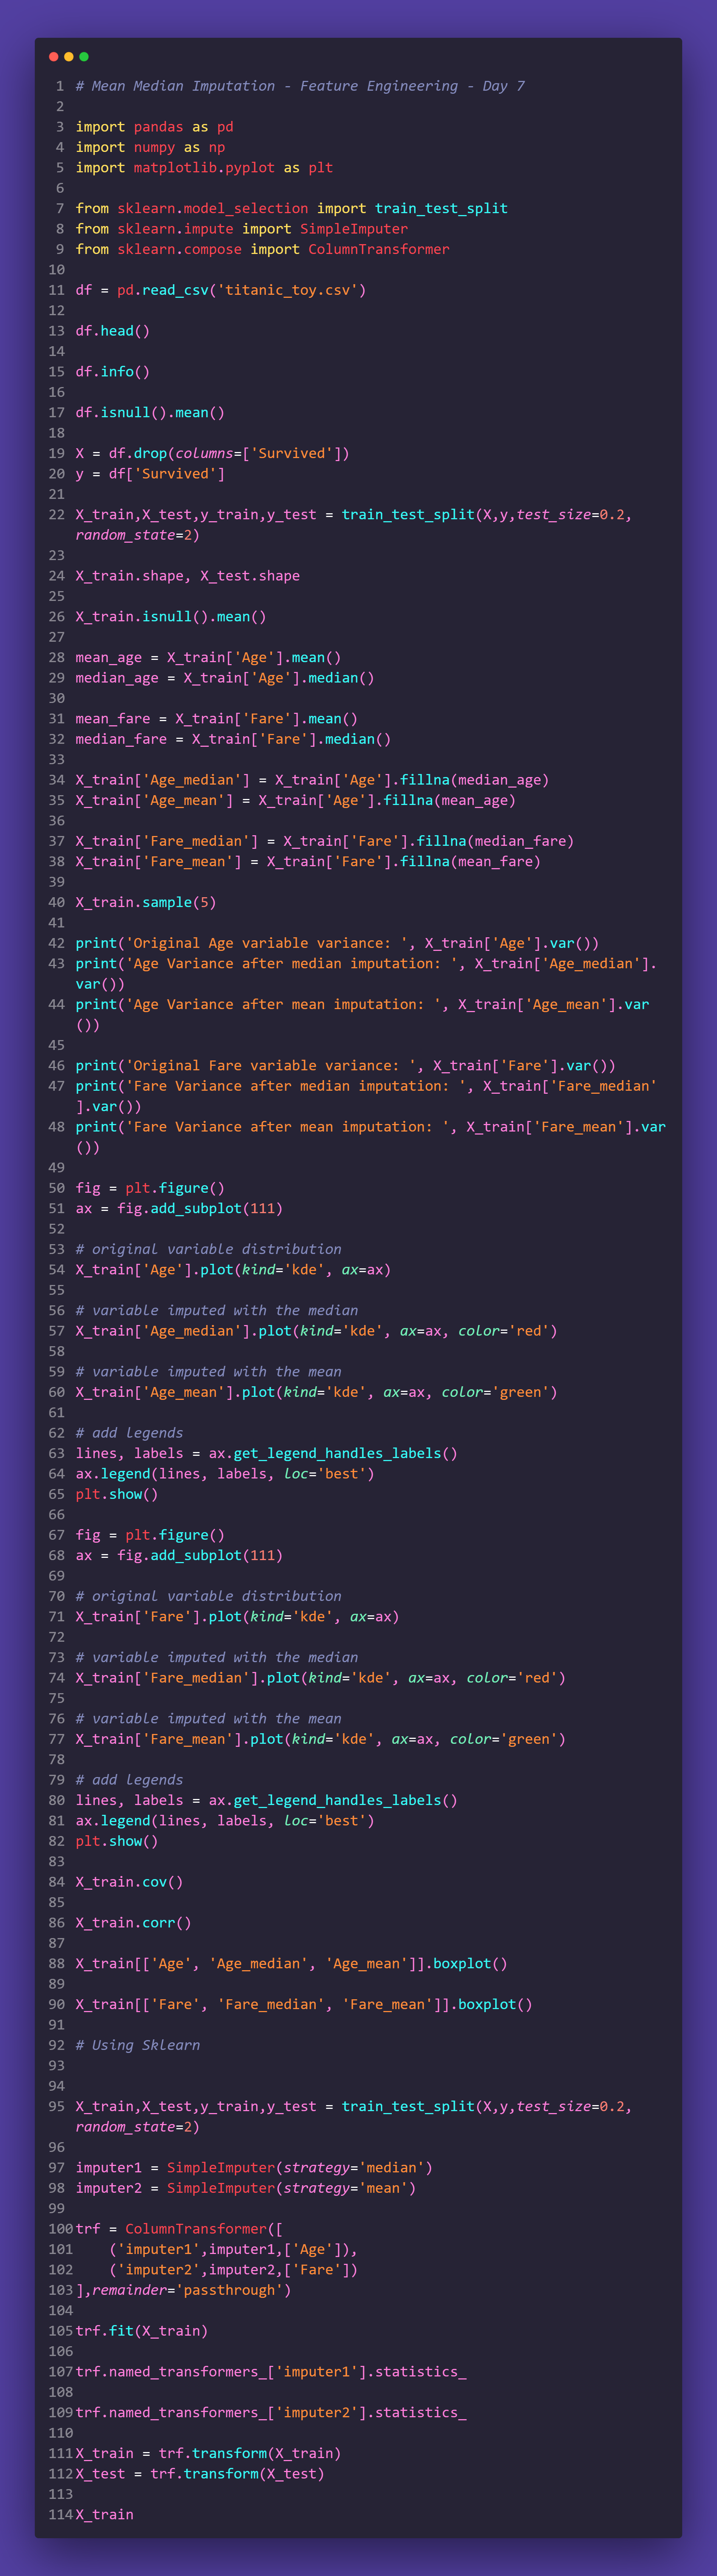 1 # Mean Median Imputation - Feature Engineering - Day 7
2
3 import pandas as pd
4 import numpy as np
5 import matplotlib.pyplot as plt
6
7 from sklearn.model_selection import train_test_split
8 from sklearn.impute import SimpleImputer
9 from sklearn.compose import ColumnTransformer
10
11 df = pd.read_csv('titanic_toy.csv')
12
13 df.head()
14
15 df.info()
16
17 df.isnull().mean()
18
19 X = df.drop(columns=['Survived'])
20 y = df['Survived']
21
22 X_train,X_test,y_train,y_test = train_test_split(X,y,test_size=0.2,
random_state=2)
23
24 X_train.shape, X_test.shape
25
26 X_train.isnull().mean()
27
28 mean_age = X_train['Age'].mean()
29 median_age = X_train['Age'].median()
30
31 mean_fare = X_train['Fare'].mean()
32 median_fare = X_train['Fare'].median()
33
34 X_train['Age_median'] = X_train['Age'].fillna(median_age)
35 X_train['Age_mean'] = X_train['Age'].fillna(mean_age)
36
37 X_train['Fare_median'] = X_train['Fare'].fillna(median_fare)
38 X_train['Fare_mean'] = X_train['Fare'].fillna(mean_fare)
39
40 X_train.sample(5)
41
42 print('Original Age variable variance: ', X_train['Age'].var())
43 print('Age Variance after median imputation: ', X_train['Age_median'].
var())
44 print('Age Variance after mean imputation: ', X_train['Age_mean'].var
())
45
46 print('Original Fare variable variance: ', X_train['Fare'].var())
47 print('Fare Variance after median imputation: ', X_train['Fare_median'
].var())
48 print('Fare Variance after mean imputation: ', X_train['Fare_mean'].var
())
49
50 fig = plt.figure()
51 ax = fig.add_subplot(111)
52
53 # original variable distribution
54 X_train['Age'].plot(kind='kde', ax=ax)
55
56 # variable imputed with the median
57 X_train['Age_median'].plot(kind='kde', ax=ax, color='red')
58
59 # variable imputed with the mean
60 X_train['Age_mean'].plot(kind='kde', ax=ax, color='green')
61
62 # add legends
63 lines, labels = ax.get_legend_handles_labels()
64 ax.legend(lines, labels, loc='best')
65 plt.show()
66
67 fig = plt.figure()
68 ax = fig.add_subplot(111)
69
70 # original variable distribution
71 X_train['Fare'].plot(kind='kde', ax=ax)
72
73 # variable imputed with the median
74 X_train['Fare_median'].plot(kind='kde', ax=ax, color='red')
75
76 # variable imputed with the mean
77 X_train['Fare_mean'].plot(kind='kde', ax=ax, color='green')
78
79 # add legends
80 lines, labels = ax.get_legend_handles_labels()
81 ax.legend(lines, labels, loc='best')
82 plt.show()
83
84 X_train.cov()
85
86 X_train.corr()
87
88 X_train[['Age', 'Age_median', 'Age_mean']].boxplot()
89
90 X_train[['Fare', 'Fare_median', 'Fare_mean']].boxplot()
91
92 # Using Sklearn
93
94
95 X_train,X_test,y_train,y_test = train_test_split(X,y,test_size=0.2,
random_state=2)
96
97 imputer1 = SimpleImputer(strategy='median')
98 imputer2 = SimpleImputer(strategy='mean')
99
100 trf = ColumnTransformer([
101     ('imputer1',imputer1,['Age']),
102     ('imputer2',imputer2,['Fare'])
103 ],remainder='passthrough')
104
105 trf.fit(X_train)
106
107 trf.named_transformers_['imputer1'].statistics_
108
109 trf.named_transformers_['imputer2'].statistics_
110
111 X_train = trf.transform(X_train)
112 X_test = trf.transform(X_test)
113
114 X_train